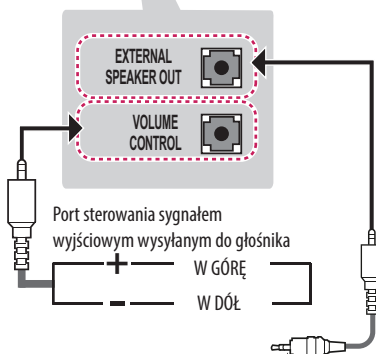 EXTERNAL
SPEAKER OUT
VOLUME
CONTROL
Port sterowania sygnałem
wyjściowym wysyłanym do głośnika
+ W GÓRĘ
- W DÓŁ